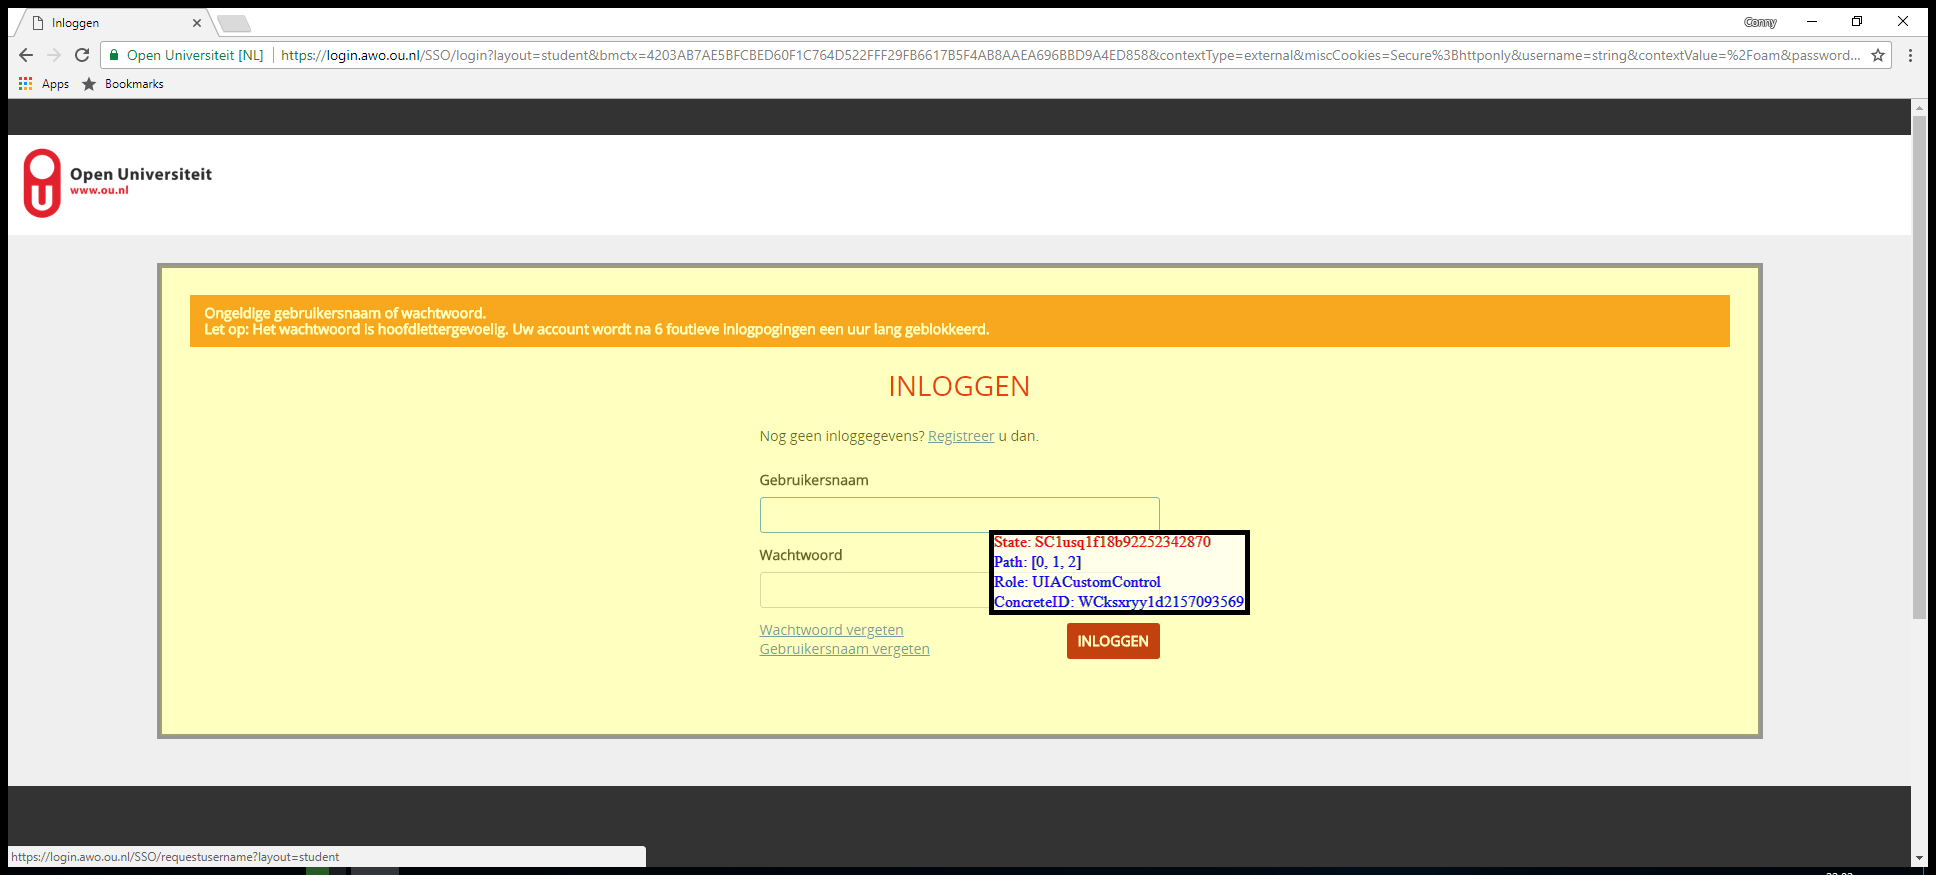 Inloggen
Conny
Open Universiteit [NL]
https://login.awo.ou.nl/SSO/login?layout=student&bmctx=4203AB7AE5BFCBED60F1C764D522FFF29FB6617B5F4AB8AAEA696BBD9A4ED858&contextType=external&miscCookies=Secure%3Bhttponly&username=string&contextValue=%2Foam&password...
Apps
Bookmarks
Open Universiteit
www.ou.nl
Ongeldige gebruikersnaam of wachtwoord.
Let op: Het wachtwoord is hoofdlettergevoelig. Uw account wordt na 6 foutieve inlogpogingen een uur lang geblokkeerd.
INLOGGEN
Nog geen inloggegevens? Registreer u dan.
Gebruikersnaam
State: SC1usq1f18b92252342870
Wachtwoord
Path: [0, 1, 2]
Role: UIACustomControl
ConcreteID: WCksxryy1d2157093569
Wachtwoord vergeten
INLOGGEN
Gebruikersnaam vergeten
https://login.awo.ou.nl/SSO/requestusername?layout=student